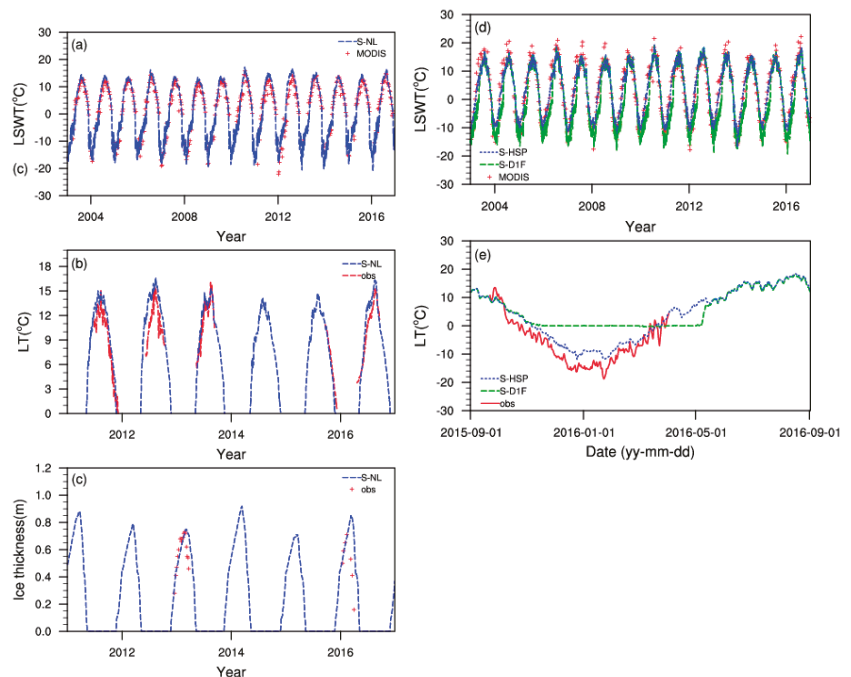 (a)
S-NL
MODIS
30
20
10
0
-10
-20
-30
LSWT(°C)
(c)
2004
2008
2012
2016
Year
(b)
S-NL
obs
18
15
12
9
6
3
0
LT(°C)
2012
2014
2016
Year
(c)
S-NL
obs
1.2
1.0
0.8
0.6
0.4
0.2
0.0
Ice thickness(m)
2012
2014
2016
Year
(d)
30
20
10
0
-10
-20
-30
LSWT(°C)
S-HSP
S-D1F
MODIS
2004
2008
2012
2016
Year
(e)
30
20
10
0
-10
-20
-30
LT(°C)
S-HSP
S-D1F
obs
2015-09-01
2016-01-01
2016-05-01
2016-09-01
Date (yy-mm-dd)